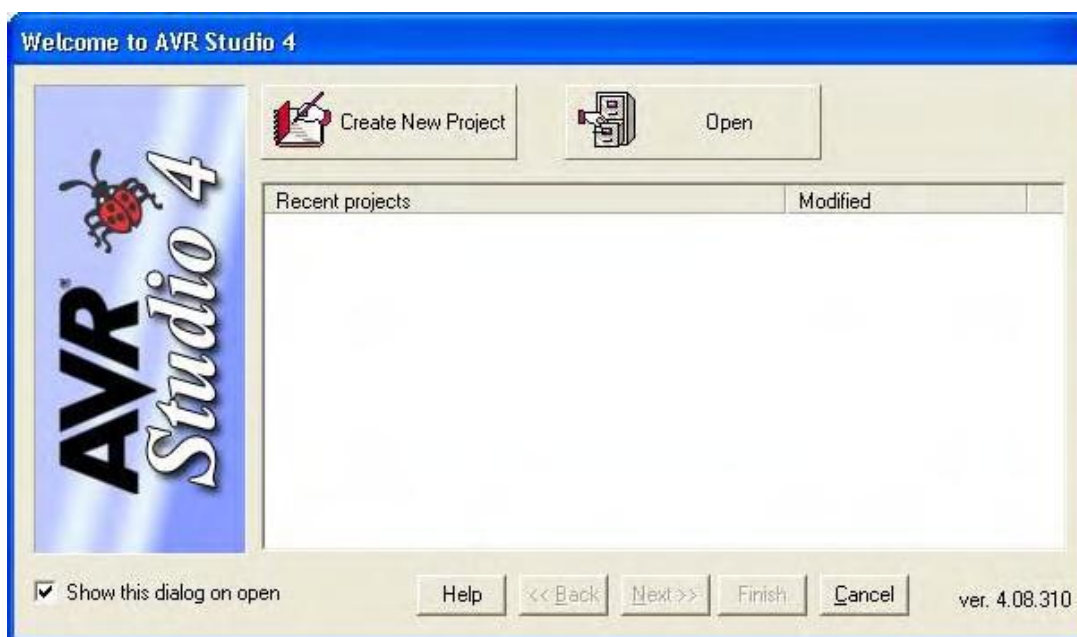 Welcome to AVR Studio 4
AVR®
Studio 4
Create New Project
Open
Recent projects Modified
Show this dialog on open
Help
<< Back
Next >>
Finish
Cancel
ver. 4.08.310